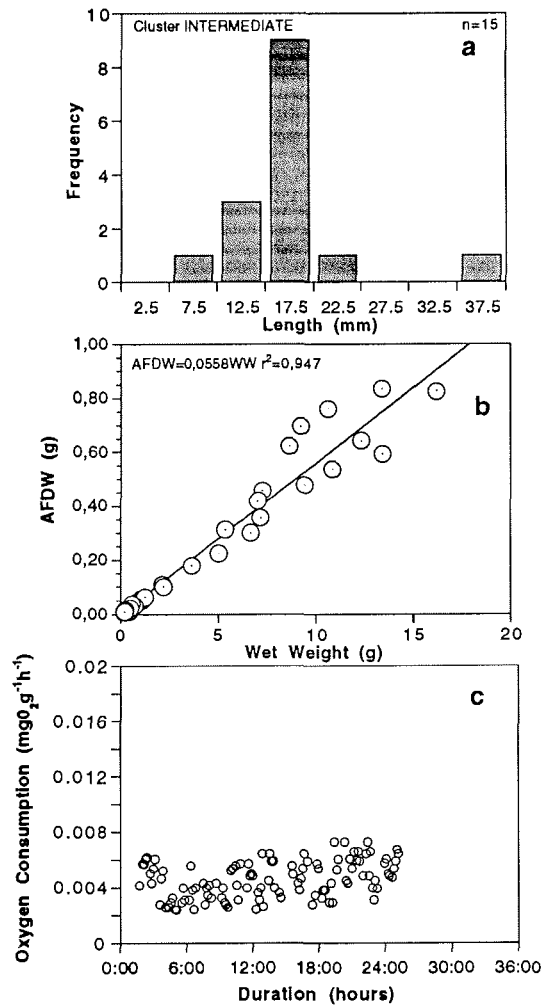 Cluster INTERMEDIATE n=15
a
Frequency
10
8
6
4
2
0
2.5 7.5 12.5 17.5 22.5 27.5 32.5 37.5
Length (mm)
AFDW=0,0558WW r²=0,947
b
AFDW (g)
1,00
0,80
0,60
0,40
0,20
0,00
0 5 10 15 20
Wet Weight (g)
c
Oxygen Consumption (mgO₂g⁻¹h⁻¹)
0.02
0.016
0.012
0.008
0.004
0
0:00 6:00 12:00 18:00 24:00 30:00 36:00
Duration (hours)